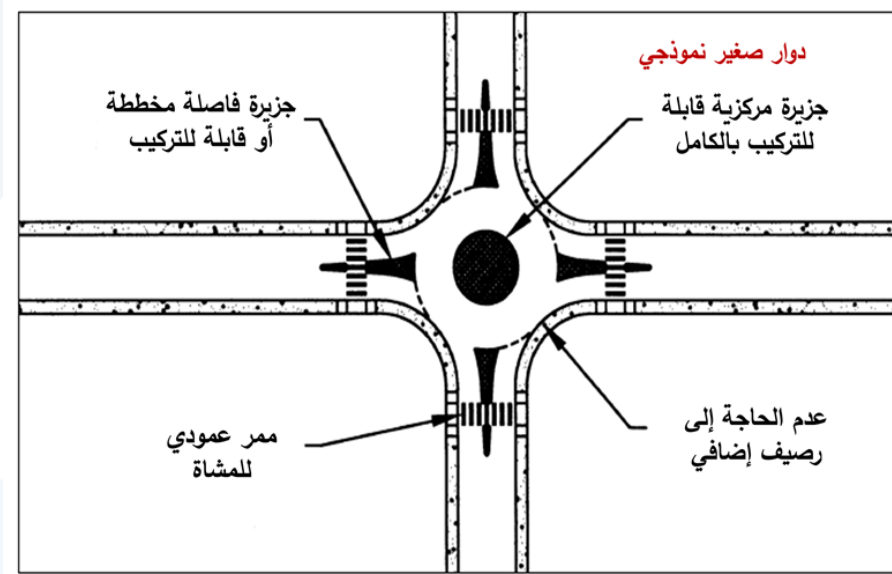 دوار صغير نموذجي
جزيرة مركزية قابلة
للتركيب بالكامل
جزيرة فاصلة مخططة
أو قابلة للتركيب
عدم الحاجة إلى
رصيف إضافي
ممر عمودي
للمشاة